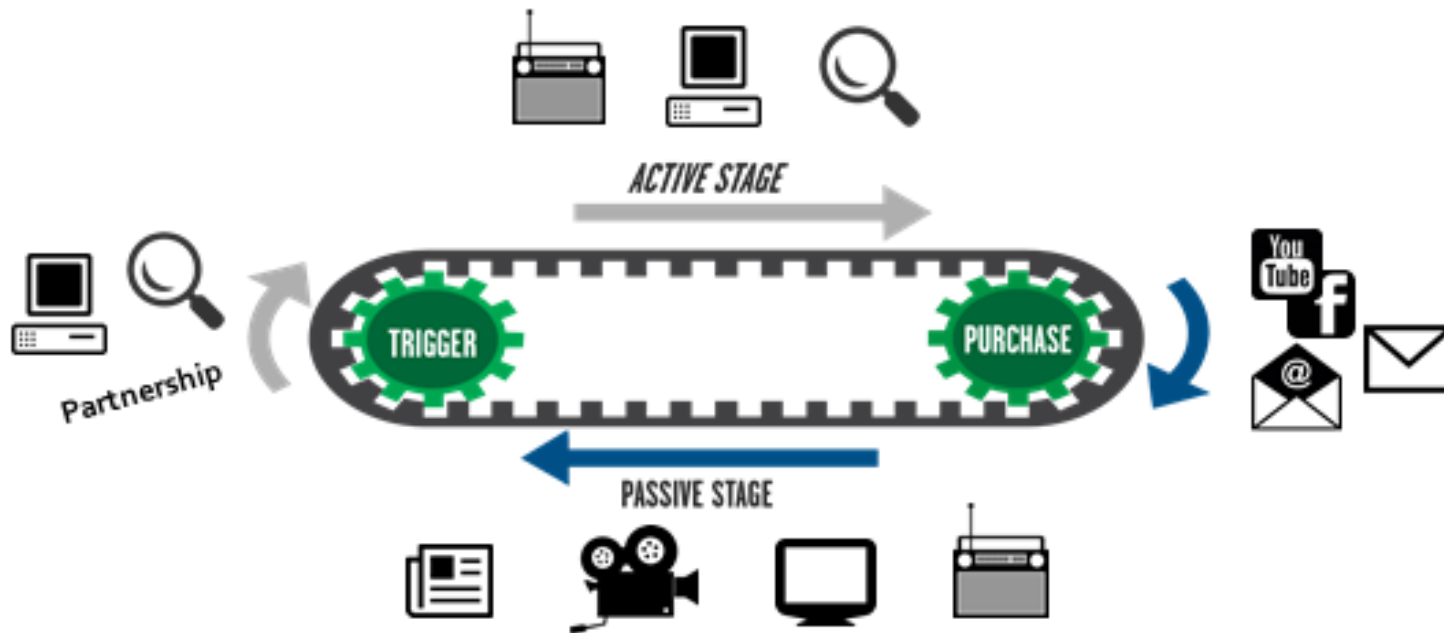 ACTIVE STAGE
You
Tube
f
TRIGGER
PURCHASE
Partnership
@
PASSIVE STAGE